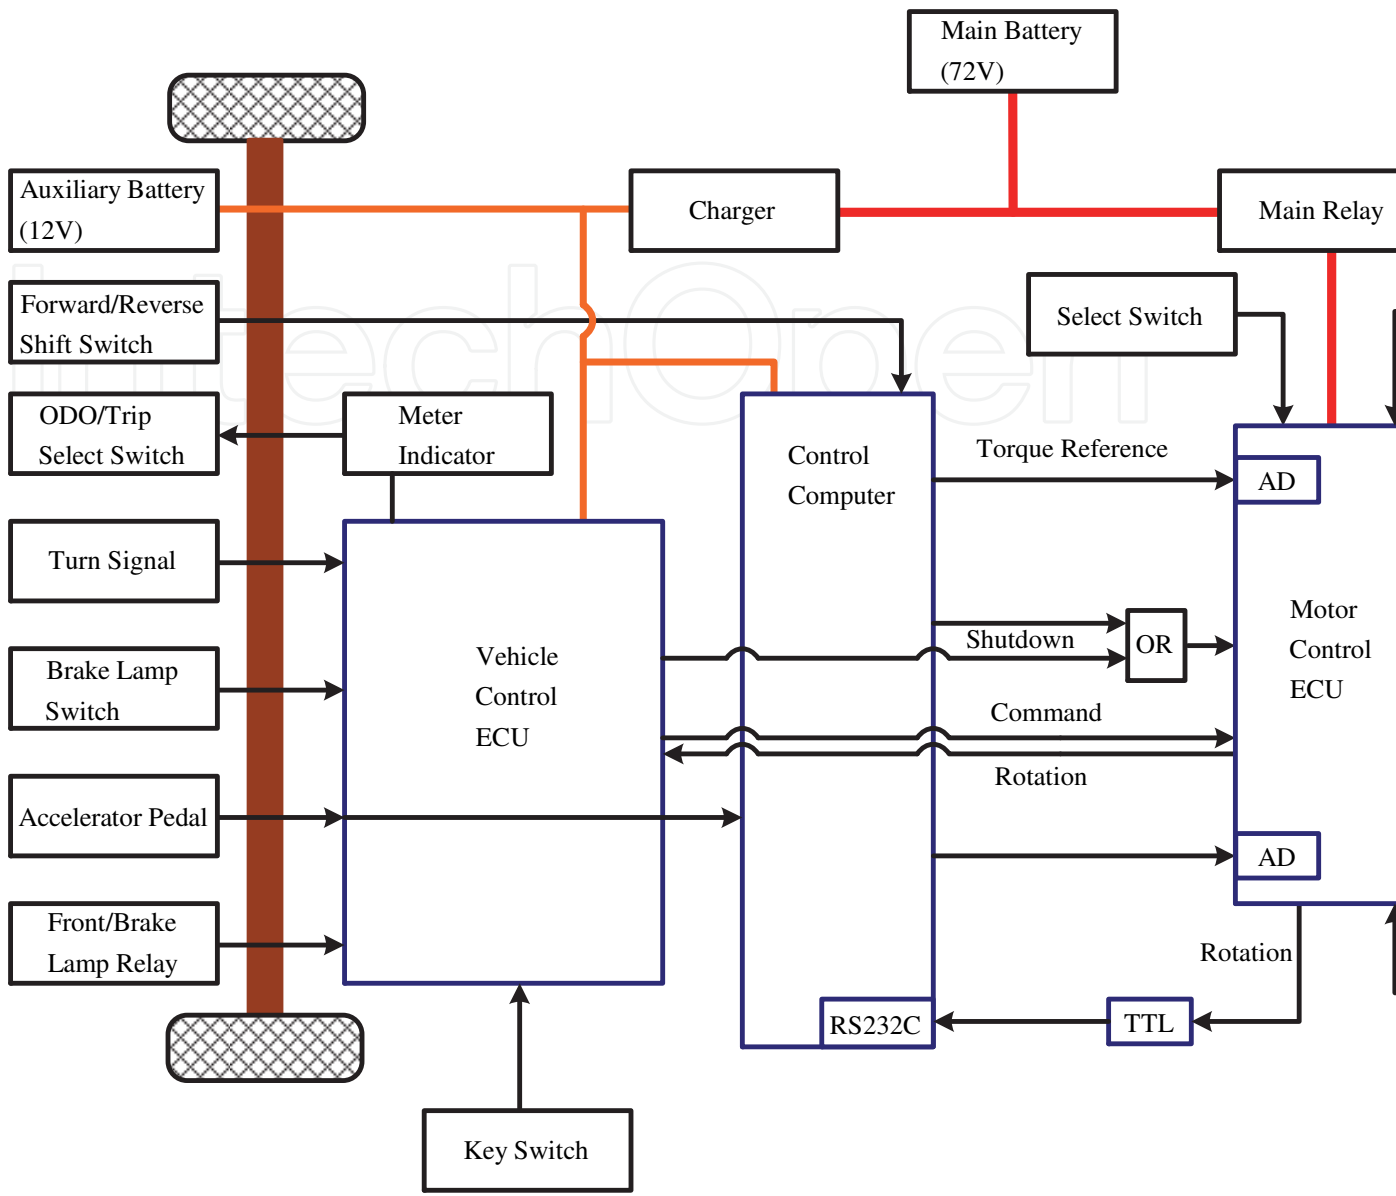 Main Battery
(72V)
Auxiliary Battery
(12V)
Charger
Main Relay
Forward/Reverse
Shift Switch
Select Switch
IntechOpen
ODO/Trip
Select Switch
Meter
Indicator
Control
Computer
Torque Reference
AD
Turn Signal
Vehicle
Control
ECU
Shutdown
OR
Motor
Control
ECU
Brake Lamp
Switch
Command
Rotation
Accelerator Pedal
AD
Front/Brake
Lamp Relay
Rotation
RS232C
TTL
Key Switch